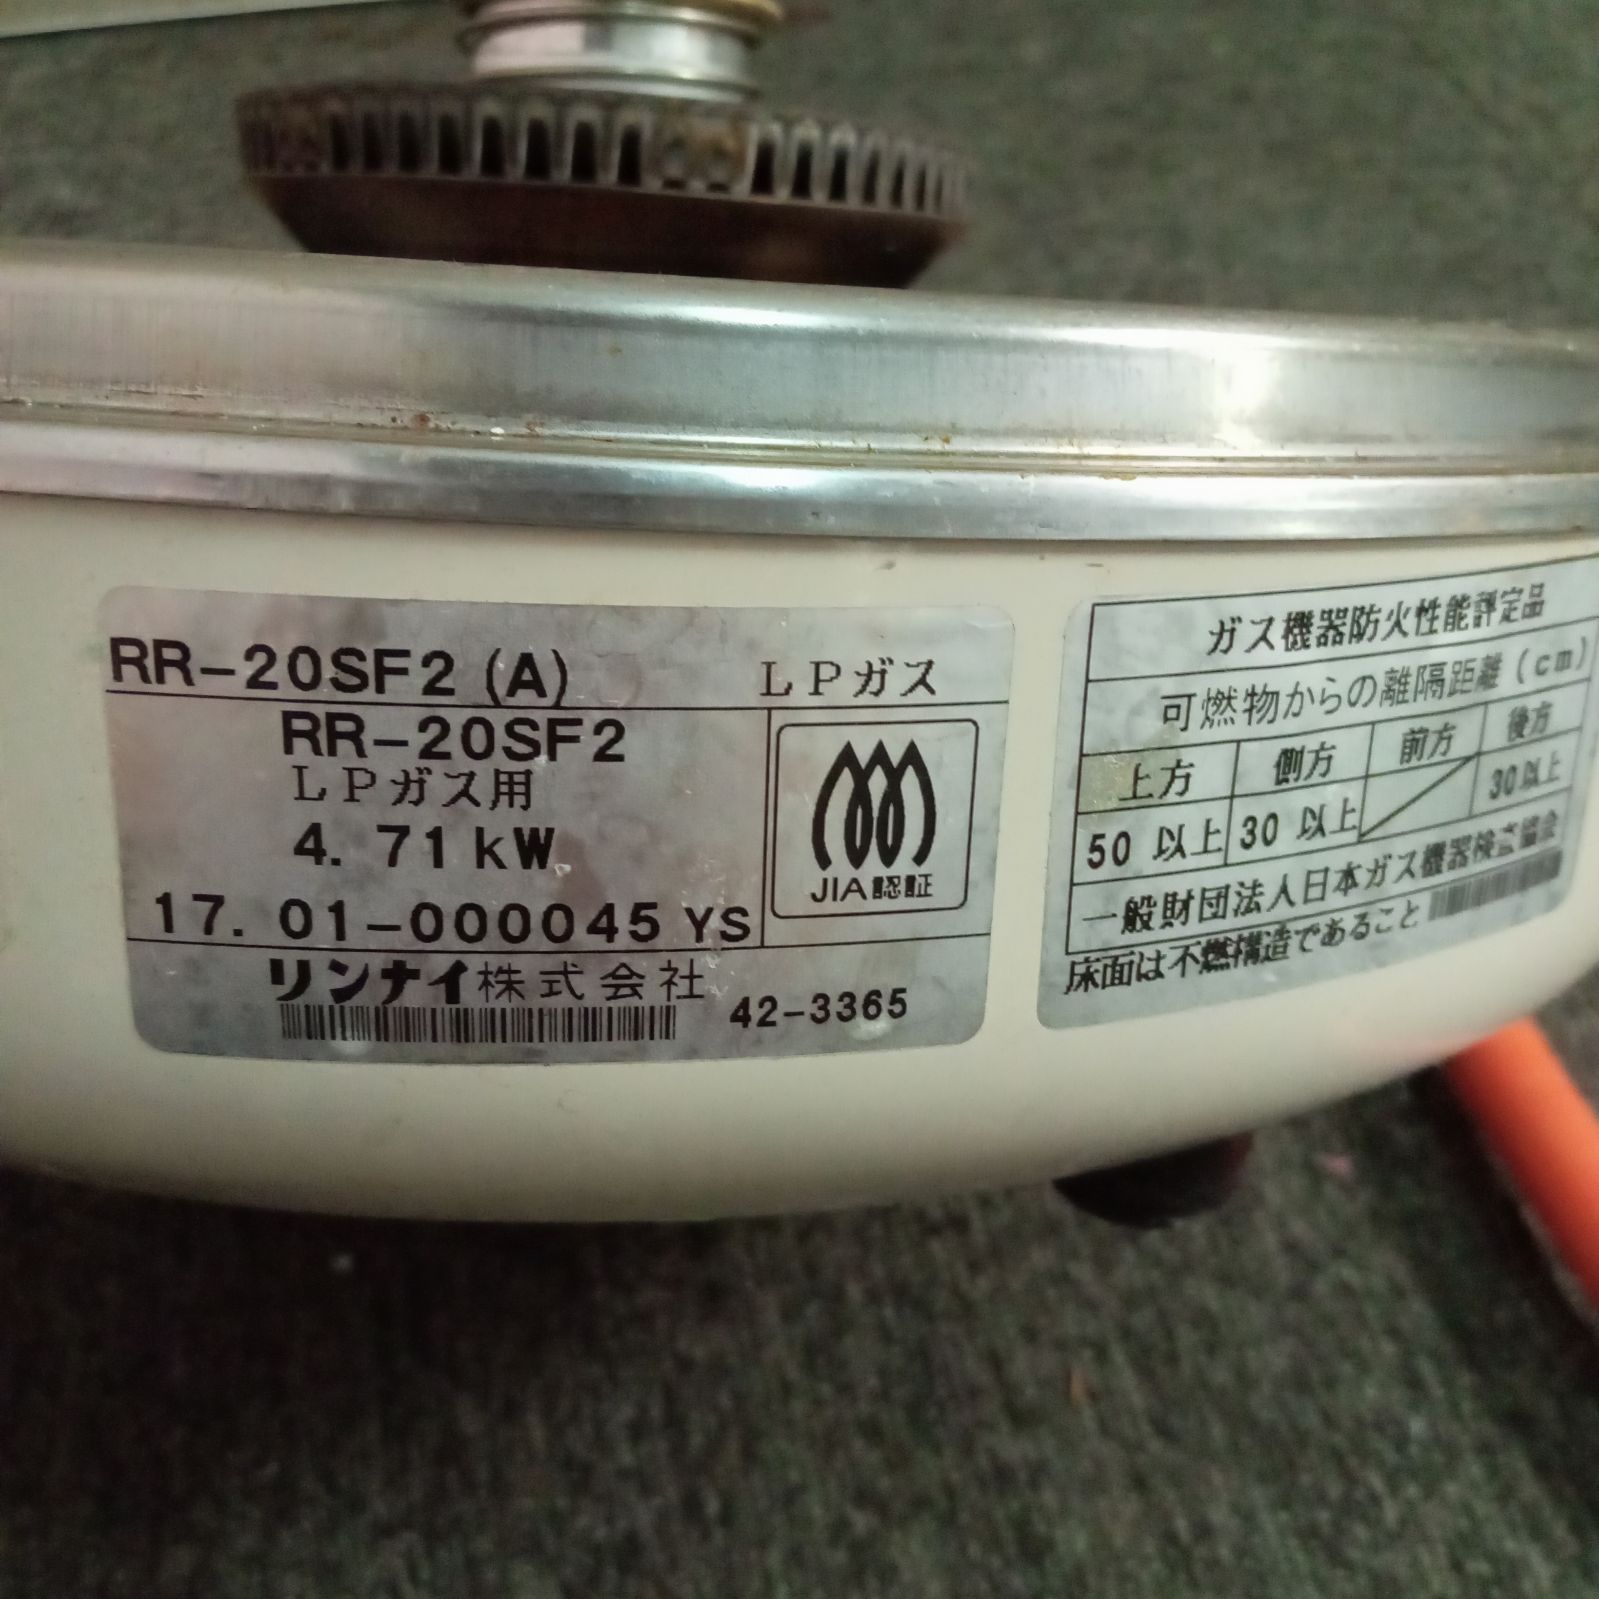 RR-20SF2 (A) LPガス
RR-20SF2
LPガス用
4. 71 kW
17. 01-000045 YS
JIA認証
リンナイ株式会社 42-3365
ガス機器防火性能評定品
可燃物からの離隔距離 (cm)
上方 側方 前方 後方
50 以上 30 以上 30 以上
一般財団法人日本ガス機器検査協会
床面は不燃構造であること